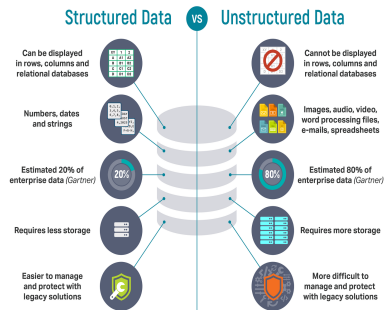 Structured Data vs Unstructured Data
Can be displayed
in rows, columns and
relational databases
Cannot be displayed
in rows, columns and
relational databases
Numbers, dates
and strings
Images, audio, video,
word processing files,
e-mails, spreadsheets
Estimated 20% of
enterprise data (Gartner)
20%
80%
Estimated 80% of
enterprise data (Gartner)
Requires less storage
Requires more storage
Easier to manage
and protect with
legacy solutions
More difficult to
manage and protect
with legacy solutions